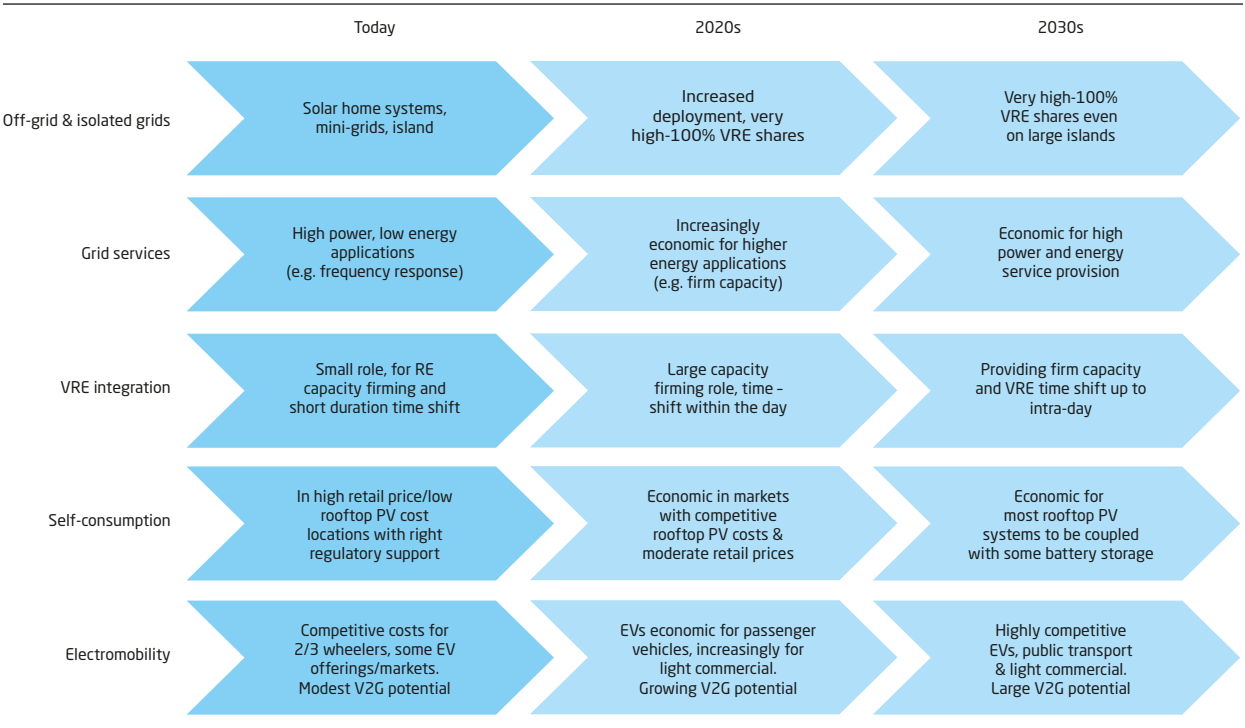 Today
2020s
2030s
Off-grid & isolated grids
Solar home systems,
mini-grids, island
Increased
deployment, very
high-100% VRE shares
Very high-100%
VRE shares even
on large islands
Grid services
High power, low energy
applications
(e.g. frequency response)
Increasingly
economic for higher
energy applications
(e.g. firm capacity)
Economic for high
power and energy
service provision
VRE integration
Small role, for RE
capacity firming and
short duration time shift
Large capacity
firming role, time –
shift within the day
Providing firm capacity
and VRE time shift up to
intra-day
Self-consumption
In high retail price/low
rooftop PV cost
locations with right
regulatory support
Economic in markets
with competitive
rooftop PV costs &
moderate retail prices
Economic for
most rooftop PV
systems to be coupled
with some battery storage
Electromobility
Competitive costs for
2/3 wheelers, some EV
offerings/markets.
Modest V2G potential
EVs economic for passenger
vehicles, increasingly for
light commercial.
Growing V2G potential
Highly competitive
EVs, public transport
& light commercial.
Large V2G potential